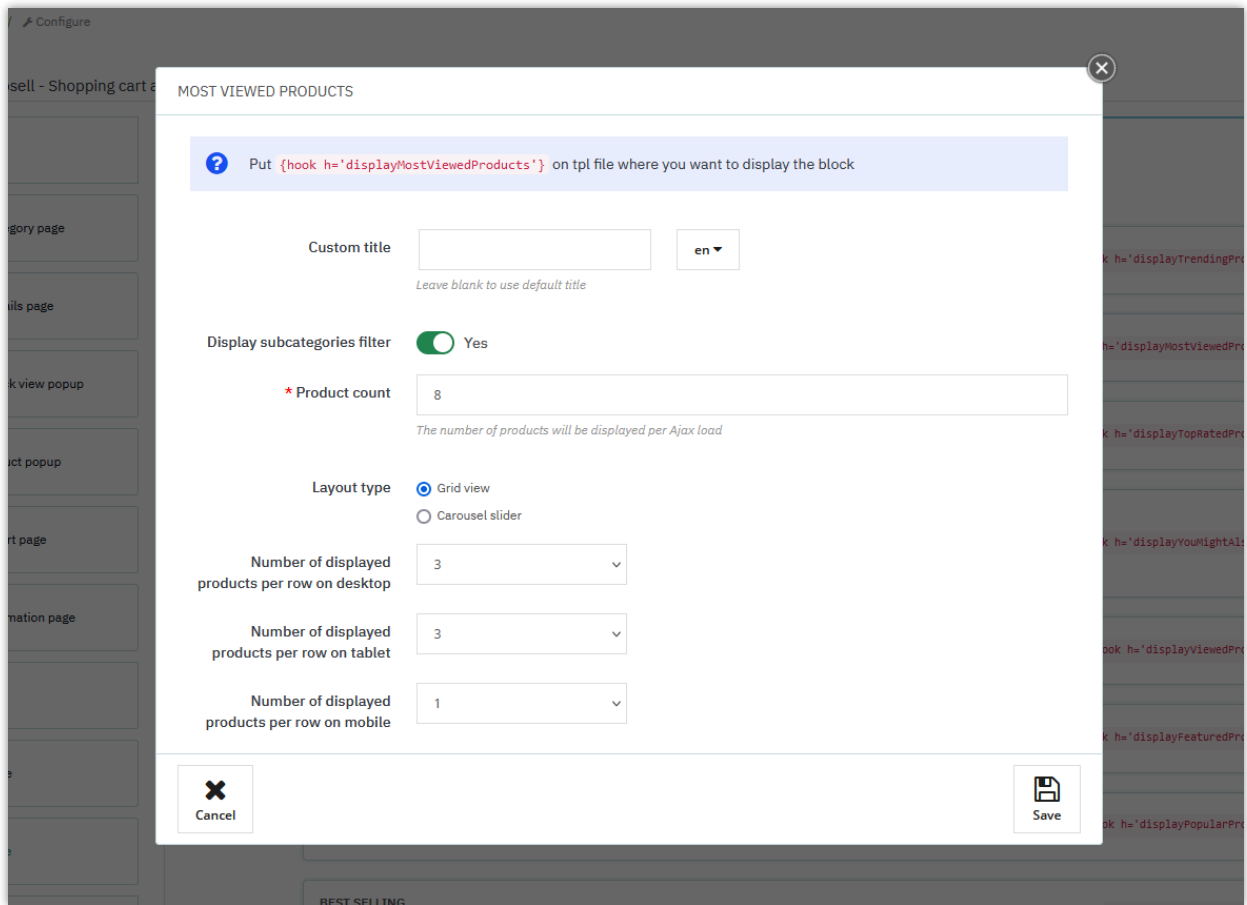 / Configure
sell - Shopping cart a
MOST VIEWED PRODUCTS
Put {hook h='displayMostViewedProducts'} on tpl file where you want to display the block
Custom title
en
Leave blank to use default title
Display subcategories filter
Yes
* Product count
8
The number of products will be displayed per Ajax load
Layout type
Grid view
Carousel slider
Number of displayed
products per row on desktop
3
Number of displayed
products per row on tablet
3
Number of displayed
products per row on mobile
1
Cancel
Save
gory page
ails page
k view popup
uct popup
rt page
mation page
k h='displayTrendingPro
h='displayMostViewedPro
k h='displayTopRatedPro
k h='displayYouMightAls
ook h='displayViewedPro
k h='displayFeaturedPro
ok h='displayPopularPro
BEST SELLING